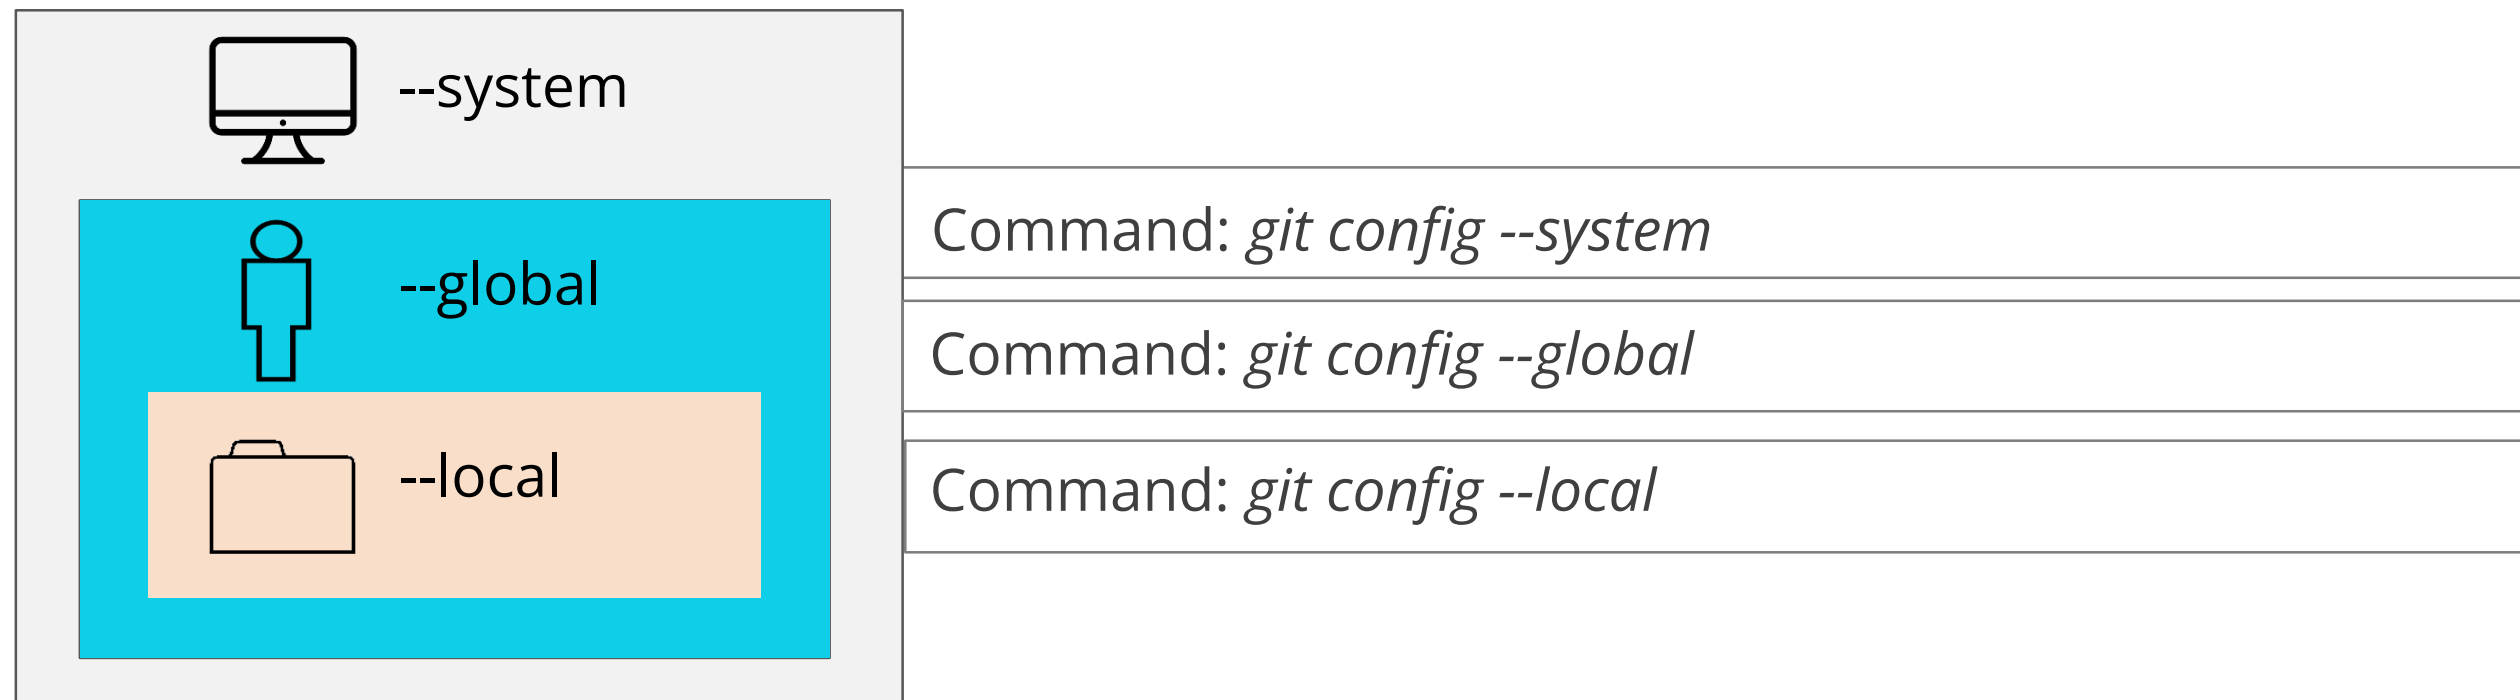 --system
--global
--local
Command: git config --system
Command: git config --global
Command: git config --local